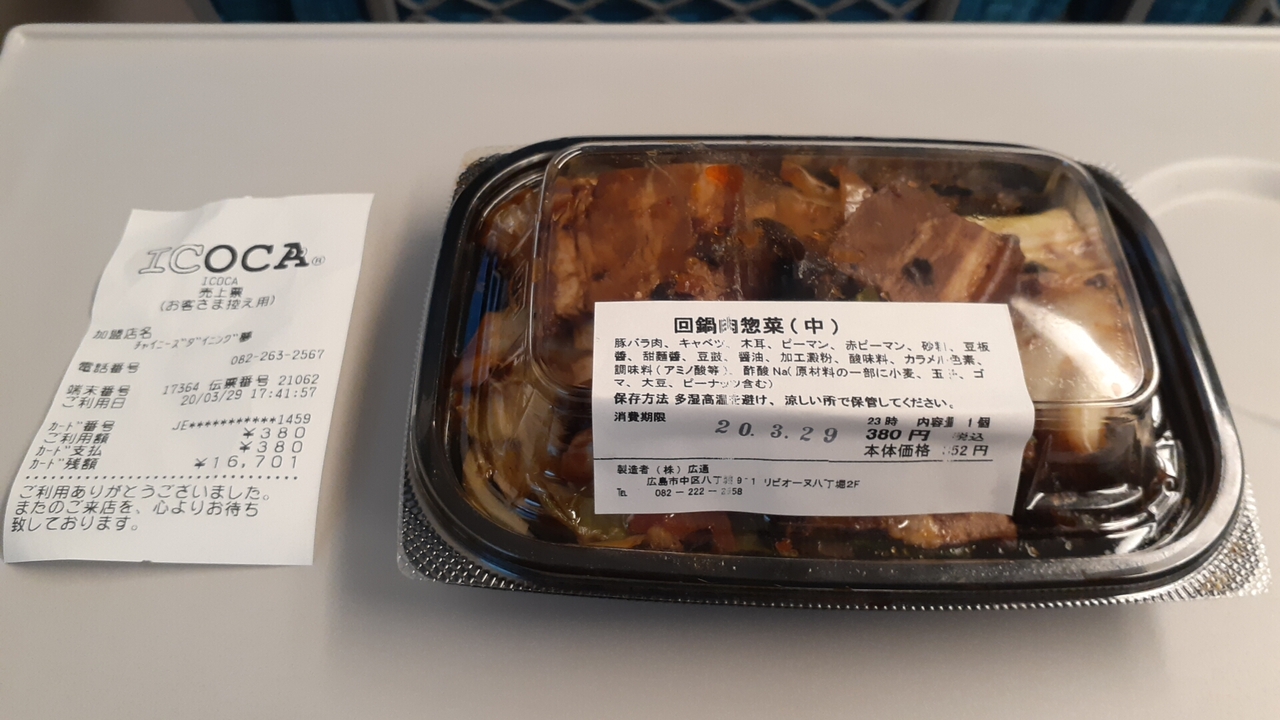 ICOCA®
ICOCA
売上票
(お客さま控え用)
加盟店名
チャイニーズダイニング夢
電話番号 082-263-2567
端末番号 17364 伝票番号 21062
ご利用日 20/03/29 17:41:57
カード番号 JE***********1459
ご利用額 ¥380
カード支払 ¥380
カード残額 ¥16,701
ご利用ありがとうございました。
またのご来店を、心よりお待ち
致しております。
回鍋肉惣菜(中)
豚バラ肉、キャベツ、木耳、ピーマン、赤ピーマン、砂糖、豆板
醤、甜麺醤、豆豉、醤油、加工澱粉、酸味料、カラメル色素、
調味料(アミノ酸等)、酢酸Na(原材料の一部に小麦、ゴ
マ、大豆、ピーナッツ含む)
保存方法 多湿高温を避け、涼しい所で保管してください。
消費期限 20.3.29 23時 内容量 1個
380円 税込
本体価格 352円
製造者(株)広通
広島市中区八丁堀 リビオーヌ八丁堀2F
℡ 082-222-